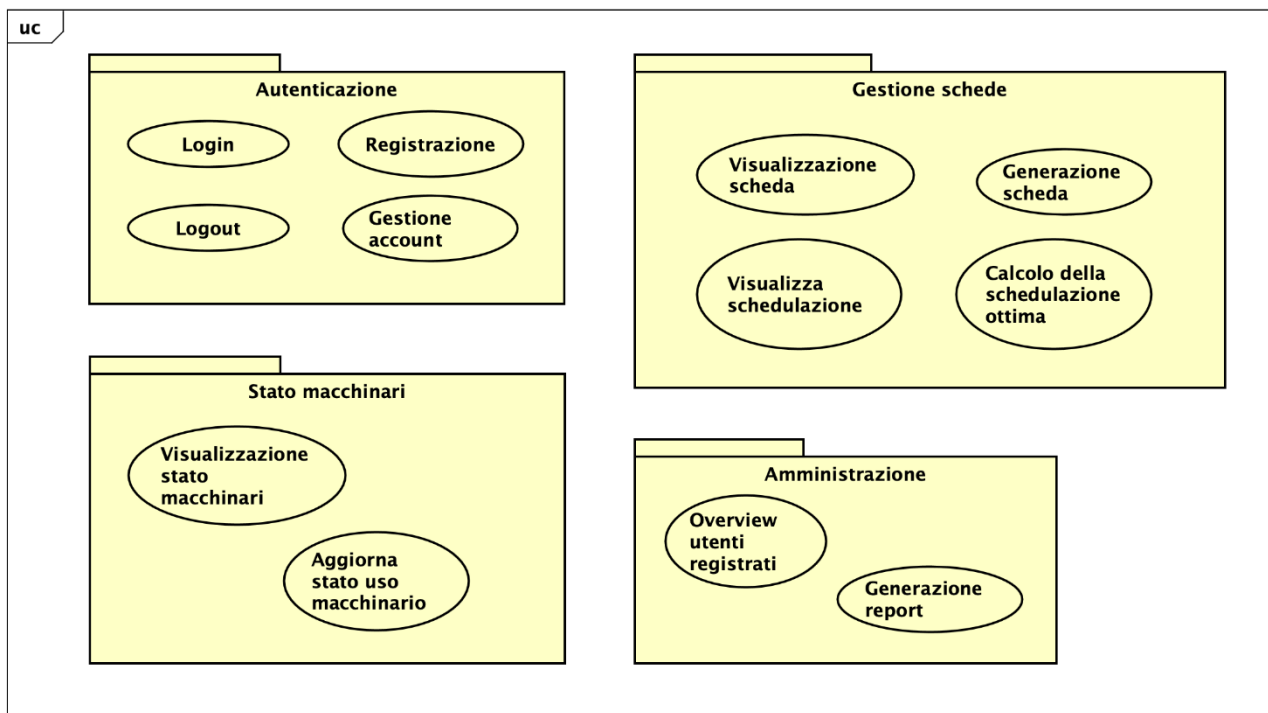 uc
Autenticazione
Login
Registrazione
Logout
Gestione
account
Gestione schede
Visualizzazione
scheda
Generazione
scheda
Visualizza
schedulazione
Calcolo della
schedulazione
ottima
Stato macchinari
Visualizzazione
stato
macchinari
Aggiorna
stato uso
macchinario
Amministrazione
Overview
utenti
registrati
Generazione
report